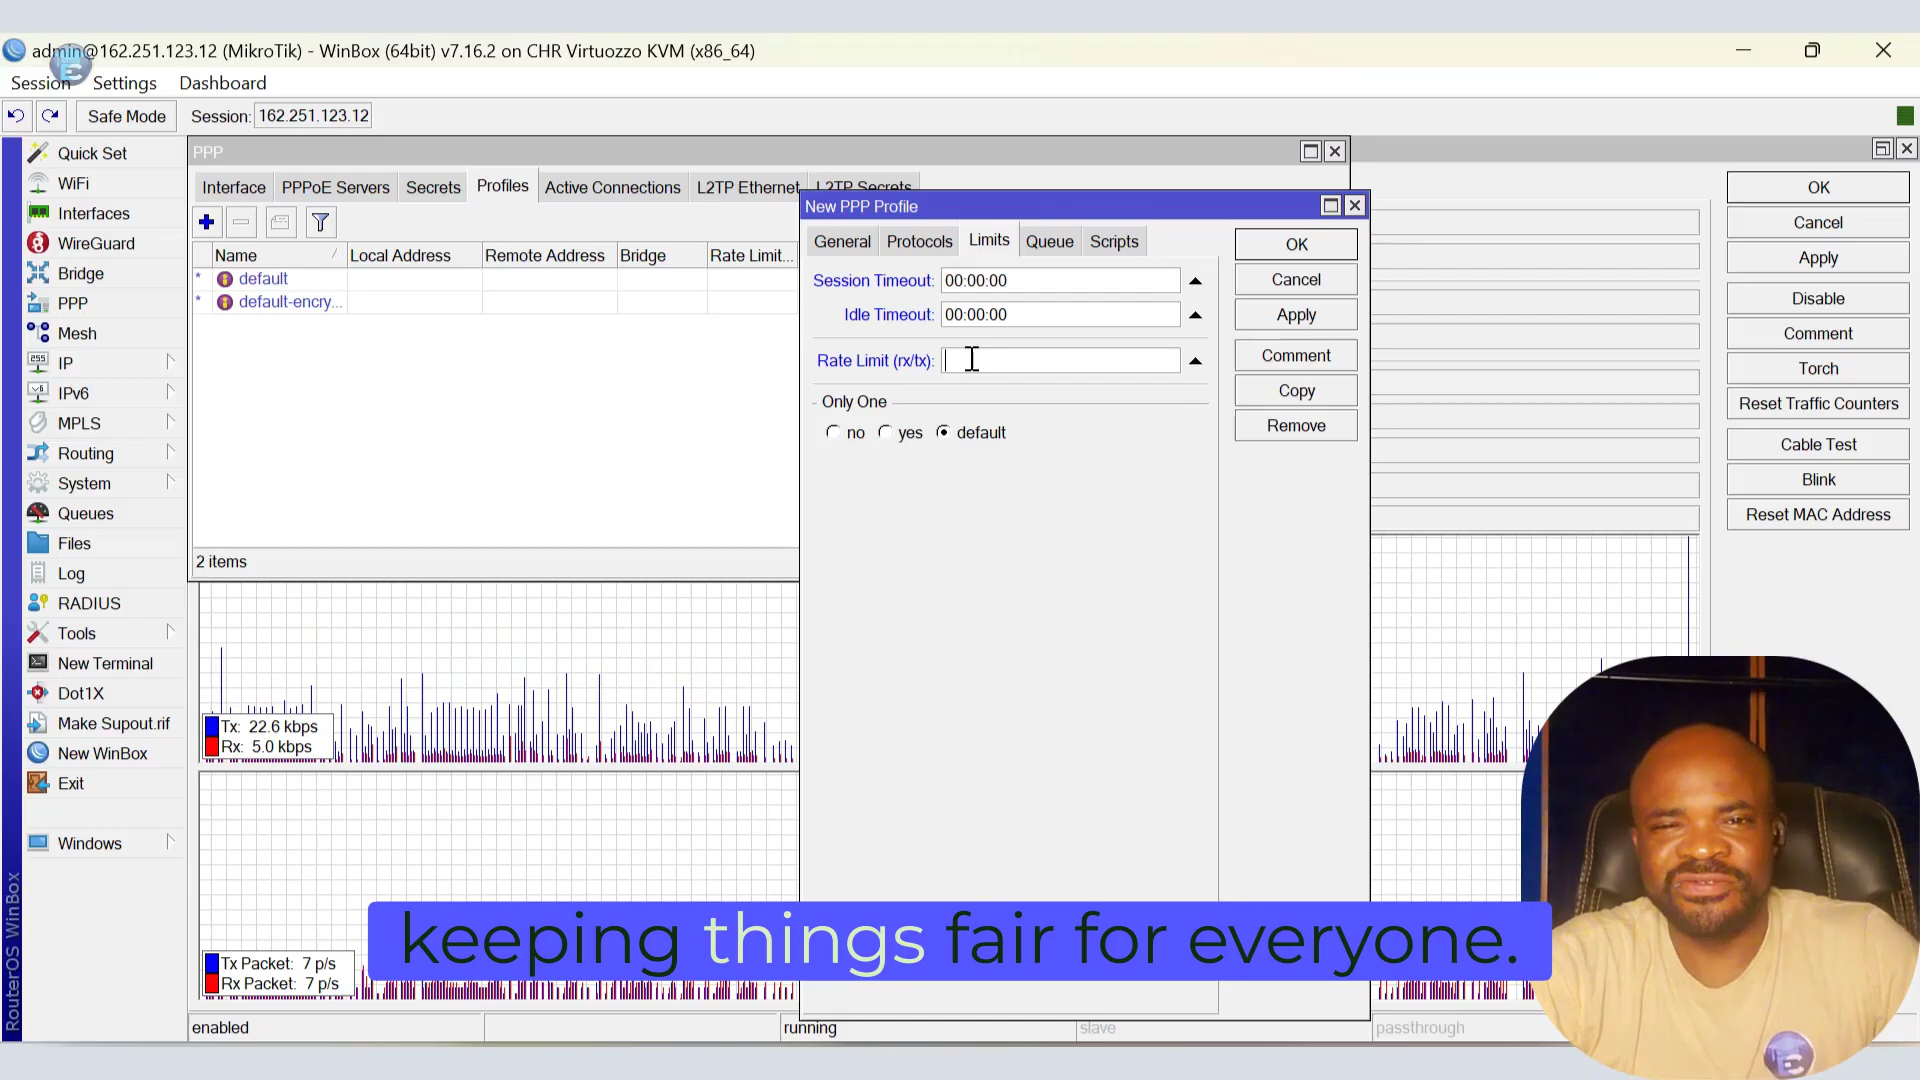 admin@162.251.123.12 (MikroTik) - WinBox (64bit) v7.16.2 on CHR Virtuozzo KVM (x86_64)
Session Settings Dashboard
Safe Mode Session: 162.251.123.12
Quick Set
WiFi
Interfaces
WireGuard
Bridge
PPP
Mesh
IP
IPv6
MPLS
Routing
System
Queues
Files
Log
RADIUS
Tools
New Terminal
Dot1X
Make Supout.rif
New WinBox
Exit
Windows
RouterOS WinBox
PPP
Interface PPPoE Servers Secrets Profiles Active Connections L2TP Ethernet L2TP Secrets
Name Local Address Remote Address Bridge Rate Limit...
* default
* default-encry...
2 items
Tx: 22.6 kbps
Rx: 5.0 kbps
Tx Packet: 7 p/s
Rx Packet: 7 p/s
enabled running slave passthrough
New PPP Profile
General Protocols Limits Queue Scripts
Session Timeout: 00:00:00
Idle Timeout: 00:00:00
Rate Limit (rx/tx):
Only One
no yes default
OK
Cancel
Apply
Comment
Copy
Remove
OK
Cancel
Apply
Disable
Comment
Torch
Reset Traffic Counters
Cable Test
Blink
Reset MAC Address
keeping things fair for everyone.